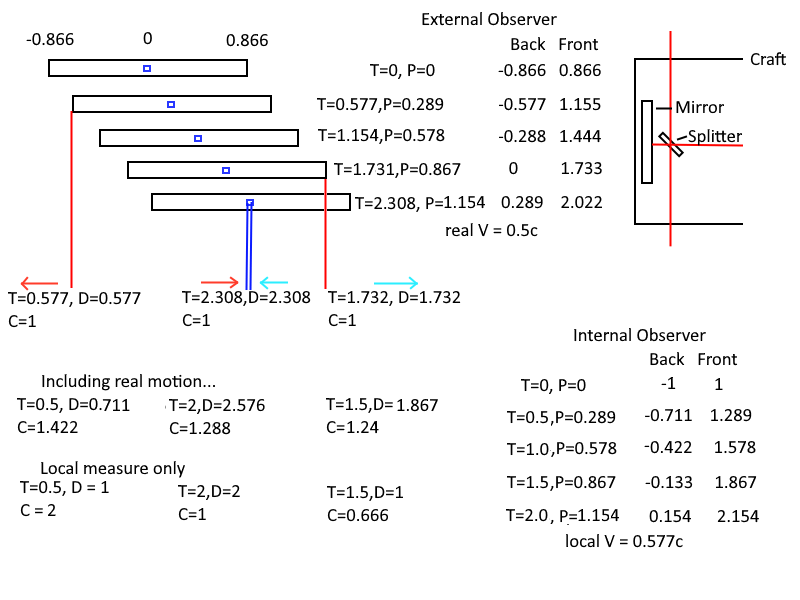 External Observer
-0.866 0 0.866
Back Front
T=0, P=0 -0.866 0.866
T=0.577,P=0.289 -0.577 1.155
T=1.154,P=0.578 -0.288 1.444
T=1.731,P=0.867 0 1.733
T=2.308, P=1.154 0.289 2.022
real V = 0.5c
Craft
Mirror
Splitter
T=0.577, D=0.577 T=2.308,D=2.308 T=1.732, D=1.732
C=1 C=1 C=1
Internal Observer
Back Front
T=0, P=0 -1 1
T=0.5,P=0.289 -0.711 1.289
T=1.0,P=0.578 -0.422 1.578
T=1.5,P=0.867 -0.133 1.867
T=2.0, P=1.154 0.154 2.154
local V = 0.577c
Including real motion...
T=0.5, D=0.711 T=2,D=2.576 T=1.5,D=1.867
C=1.422 C=1.288 C=1.24
Local measure only
T=0.5, D = 1 T=2,D=2 T=1.5,D=1
C = 2 C=1 C=0.666